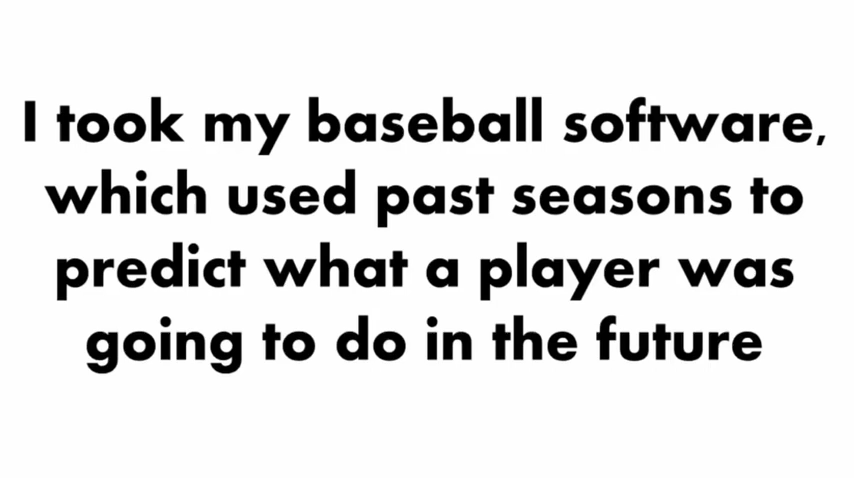 I took my baseball software,
which used past seasons to
predict what a player was
going to do in the future